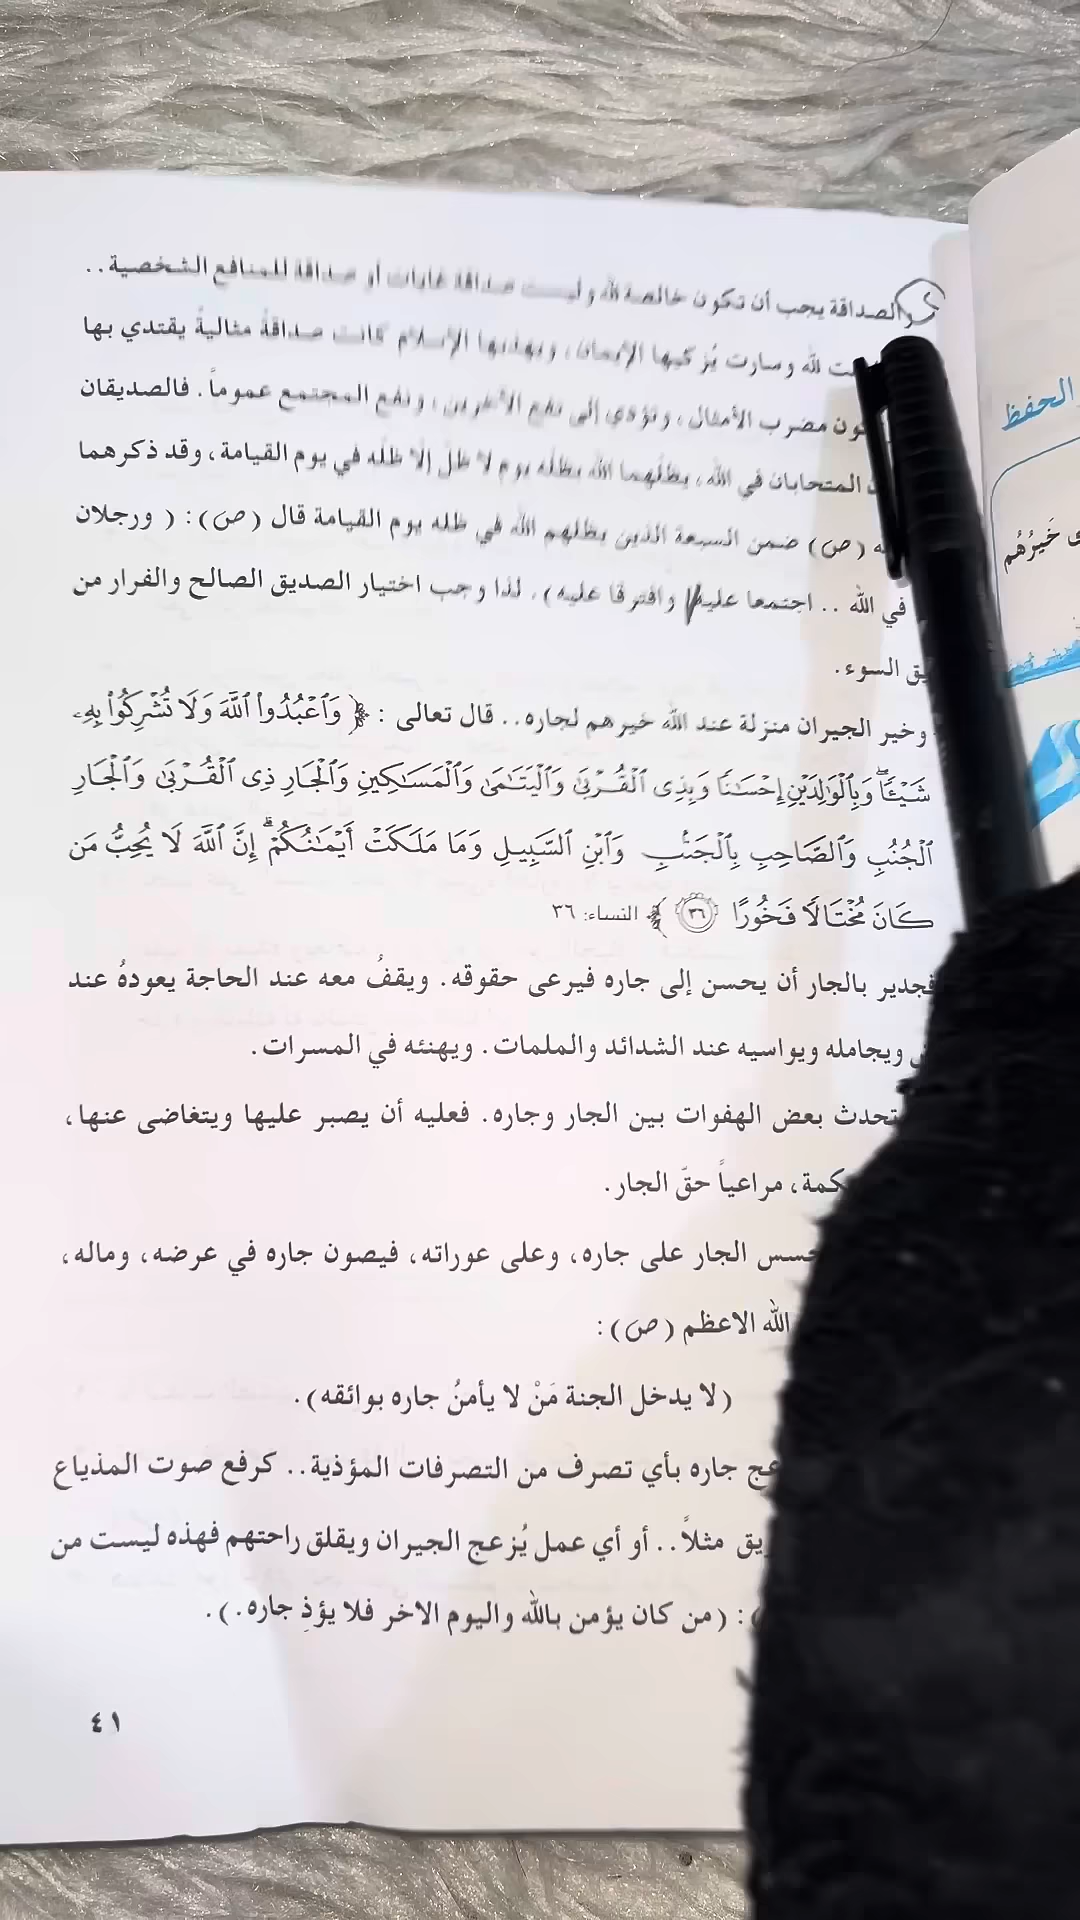 والصداقة يجب أن تكون خالصة لله وليست صداقة غايات أو صداقة للمنافع الشخصية..
لله وسارت يُزكيها الإيمان، ويهذبها الإسلام كانت صداقةً مثاليةً يقتدي بها
مضرب الأمثال، وتؤدي إلى نفع الآخرين، ونفع المجتمع عموماً. فالصديقان
المتحابان في الله، يظلّهما الله بظلّه يوم لا ظلّ إلّا ظلّه في يوم القيامة، وقد ذكرهما
(ص) ضمن السبعة الذين يظلهم الله في ظله يوم القيامة قال (ص): ( ورجلان
في الله .. اجتمعا عليه وافترقا عليه). لذا وجب اختيار الصديق الصالح والفرار من
السوء.
وخير الجيران منزلة عند الله خيرهم لجاره.. قال تعالى : ﴿ وَٱعْبُدُوا۟ ٱللَّهَ وَلَا تُشْرِكُوا۟ بِهِۦ
شَيْـًٔا ۖ وَبِٱلْوَٰلِدَيْنِ إِحْسَـٰنًا وَبِذِى ٱلْقُرْبَىٰ وَٱلْيَتَـٰمَىٰ وَٱلْمَسَـٰكِينِ وَٱلْجَارِ ذِى ٱلْقُرْبَىٰ وَٱلْجَارِ
ٱلْجُنُبِ وَٱلصَّاحِبِ بِٱلْجَنۢبِ وَٱبْنِ ٱلسَّبِيلِ وَمَا مَلَكَتْ أَيْمَـٰنُكُمْ ۗ إِنَّ ٱللَّهَ لَا يُحِبُّ مَن
كَانَ مُخْتَالًا فَخُورًا ٣٦ ﴾ النساء: ٣٦
فجدير بالجار أن يحسن إلى جاره فيرعى حقوقه. ويقفُ معه عند الحاجة يعودهُ عند
ويجامله ويواسيه عند الشدائد والملمات. ويهنئه في المسرات.
تحدث بعض الهفوات بين الجار وجاره. فعليه أن يصبر عليها ويتغاضى عنها،
مراعياً حقّ الجار.
الجار على جاره، وعلى عوراته، فيصون جاره في عرضه، وماله،
الله الاعظم (ص):
(لا يدخل الجنة مَنْ لا يأمنُ جاره بوائقه).
جاره بأي تصرف من التصرفات المؤذية.. كرفع صوت المذياع
مثلاً.. أو أي عمل يُزعج الجيران ويقلق راحتهم فهذه ليست من
): (من كان يؤمن بالله واليوم الاخر فلا يؤذِ جاره.).
٤١
الحفظ
خَيرُهُم